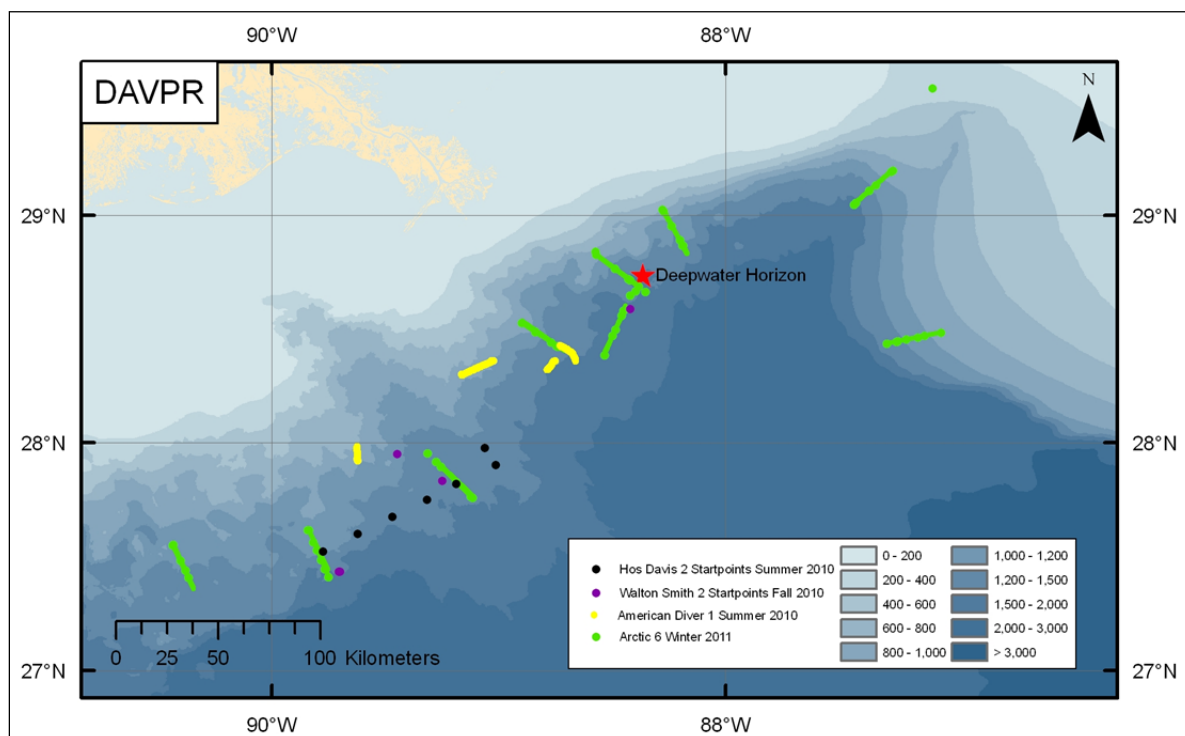 90°W 88°W
DAVPR
N
29°N 29°N
Deepwater Horizon
28°N 28°N
Hos Davis 2 Startpoints Summer 2010
Walton Smith 2 Startpoints Fall 2010
American Diver 1 Summer 2010
Arctic 6 Winter 2011
0 - 200 1,000 - 1,200
200 - 400 1,200 - 1,500
400 - 600 1,500 - 2,000
600 - 800 2,000 - 3,000
800 - 1,000 > 3,000
0 25 50 100 Kilometers
27°N 27°N
90°W 88°W